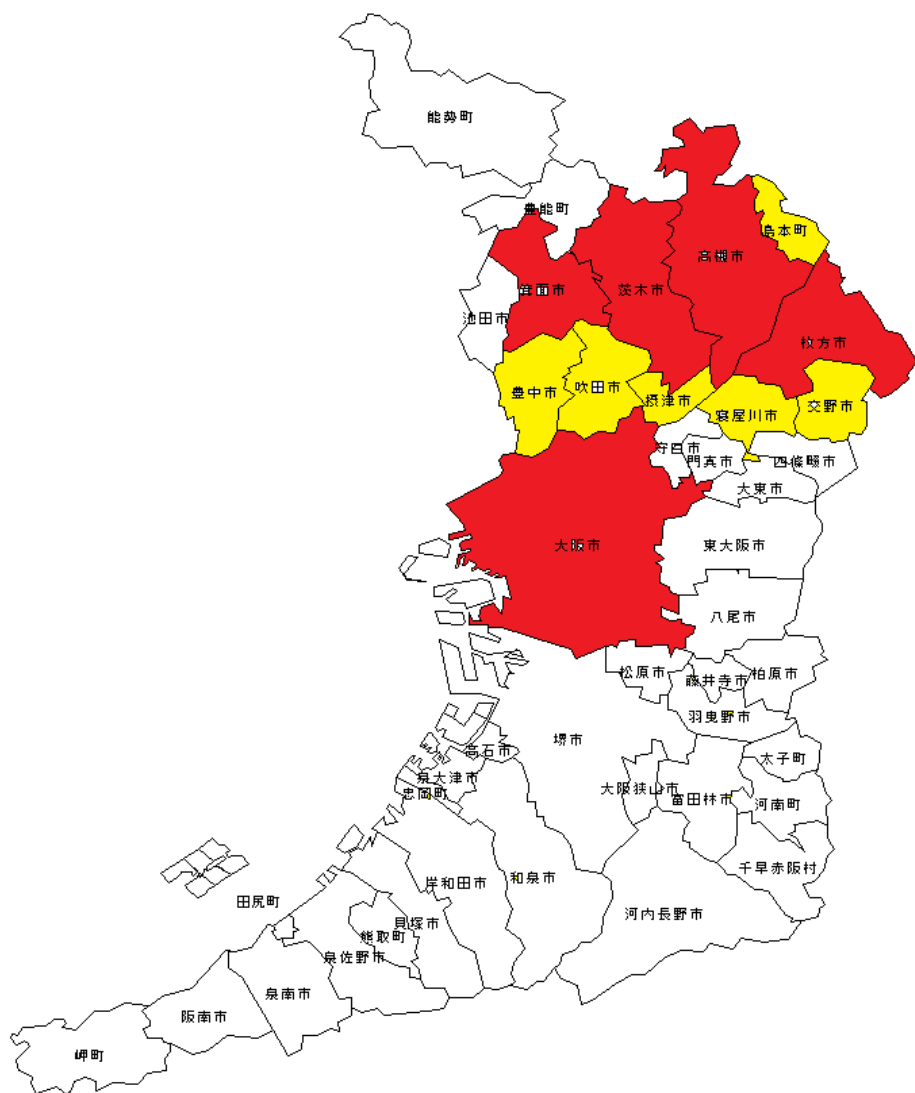 能勢町
豊能町
島本町
高槻市
箕面市
茨木市
池田市
枚方市
豊中市
吹田市
摂津市
交野市
寝屋川市
守口市
門真市
四條畷市
大東市
大阪市
東大阪市
八尾市
松原市
藤井寺市
柏原市
羽曳野市
堺市
高石市
太子町
泉大津市
忠岡町
大阪狭山市
富田林市
河南町
千早赤阪村
岸和田市
和泉市
田尻町
貝塚市
河内長野市
熊取町
泉佐野市
泉南市
阪南市
岬町